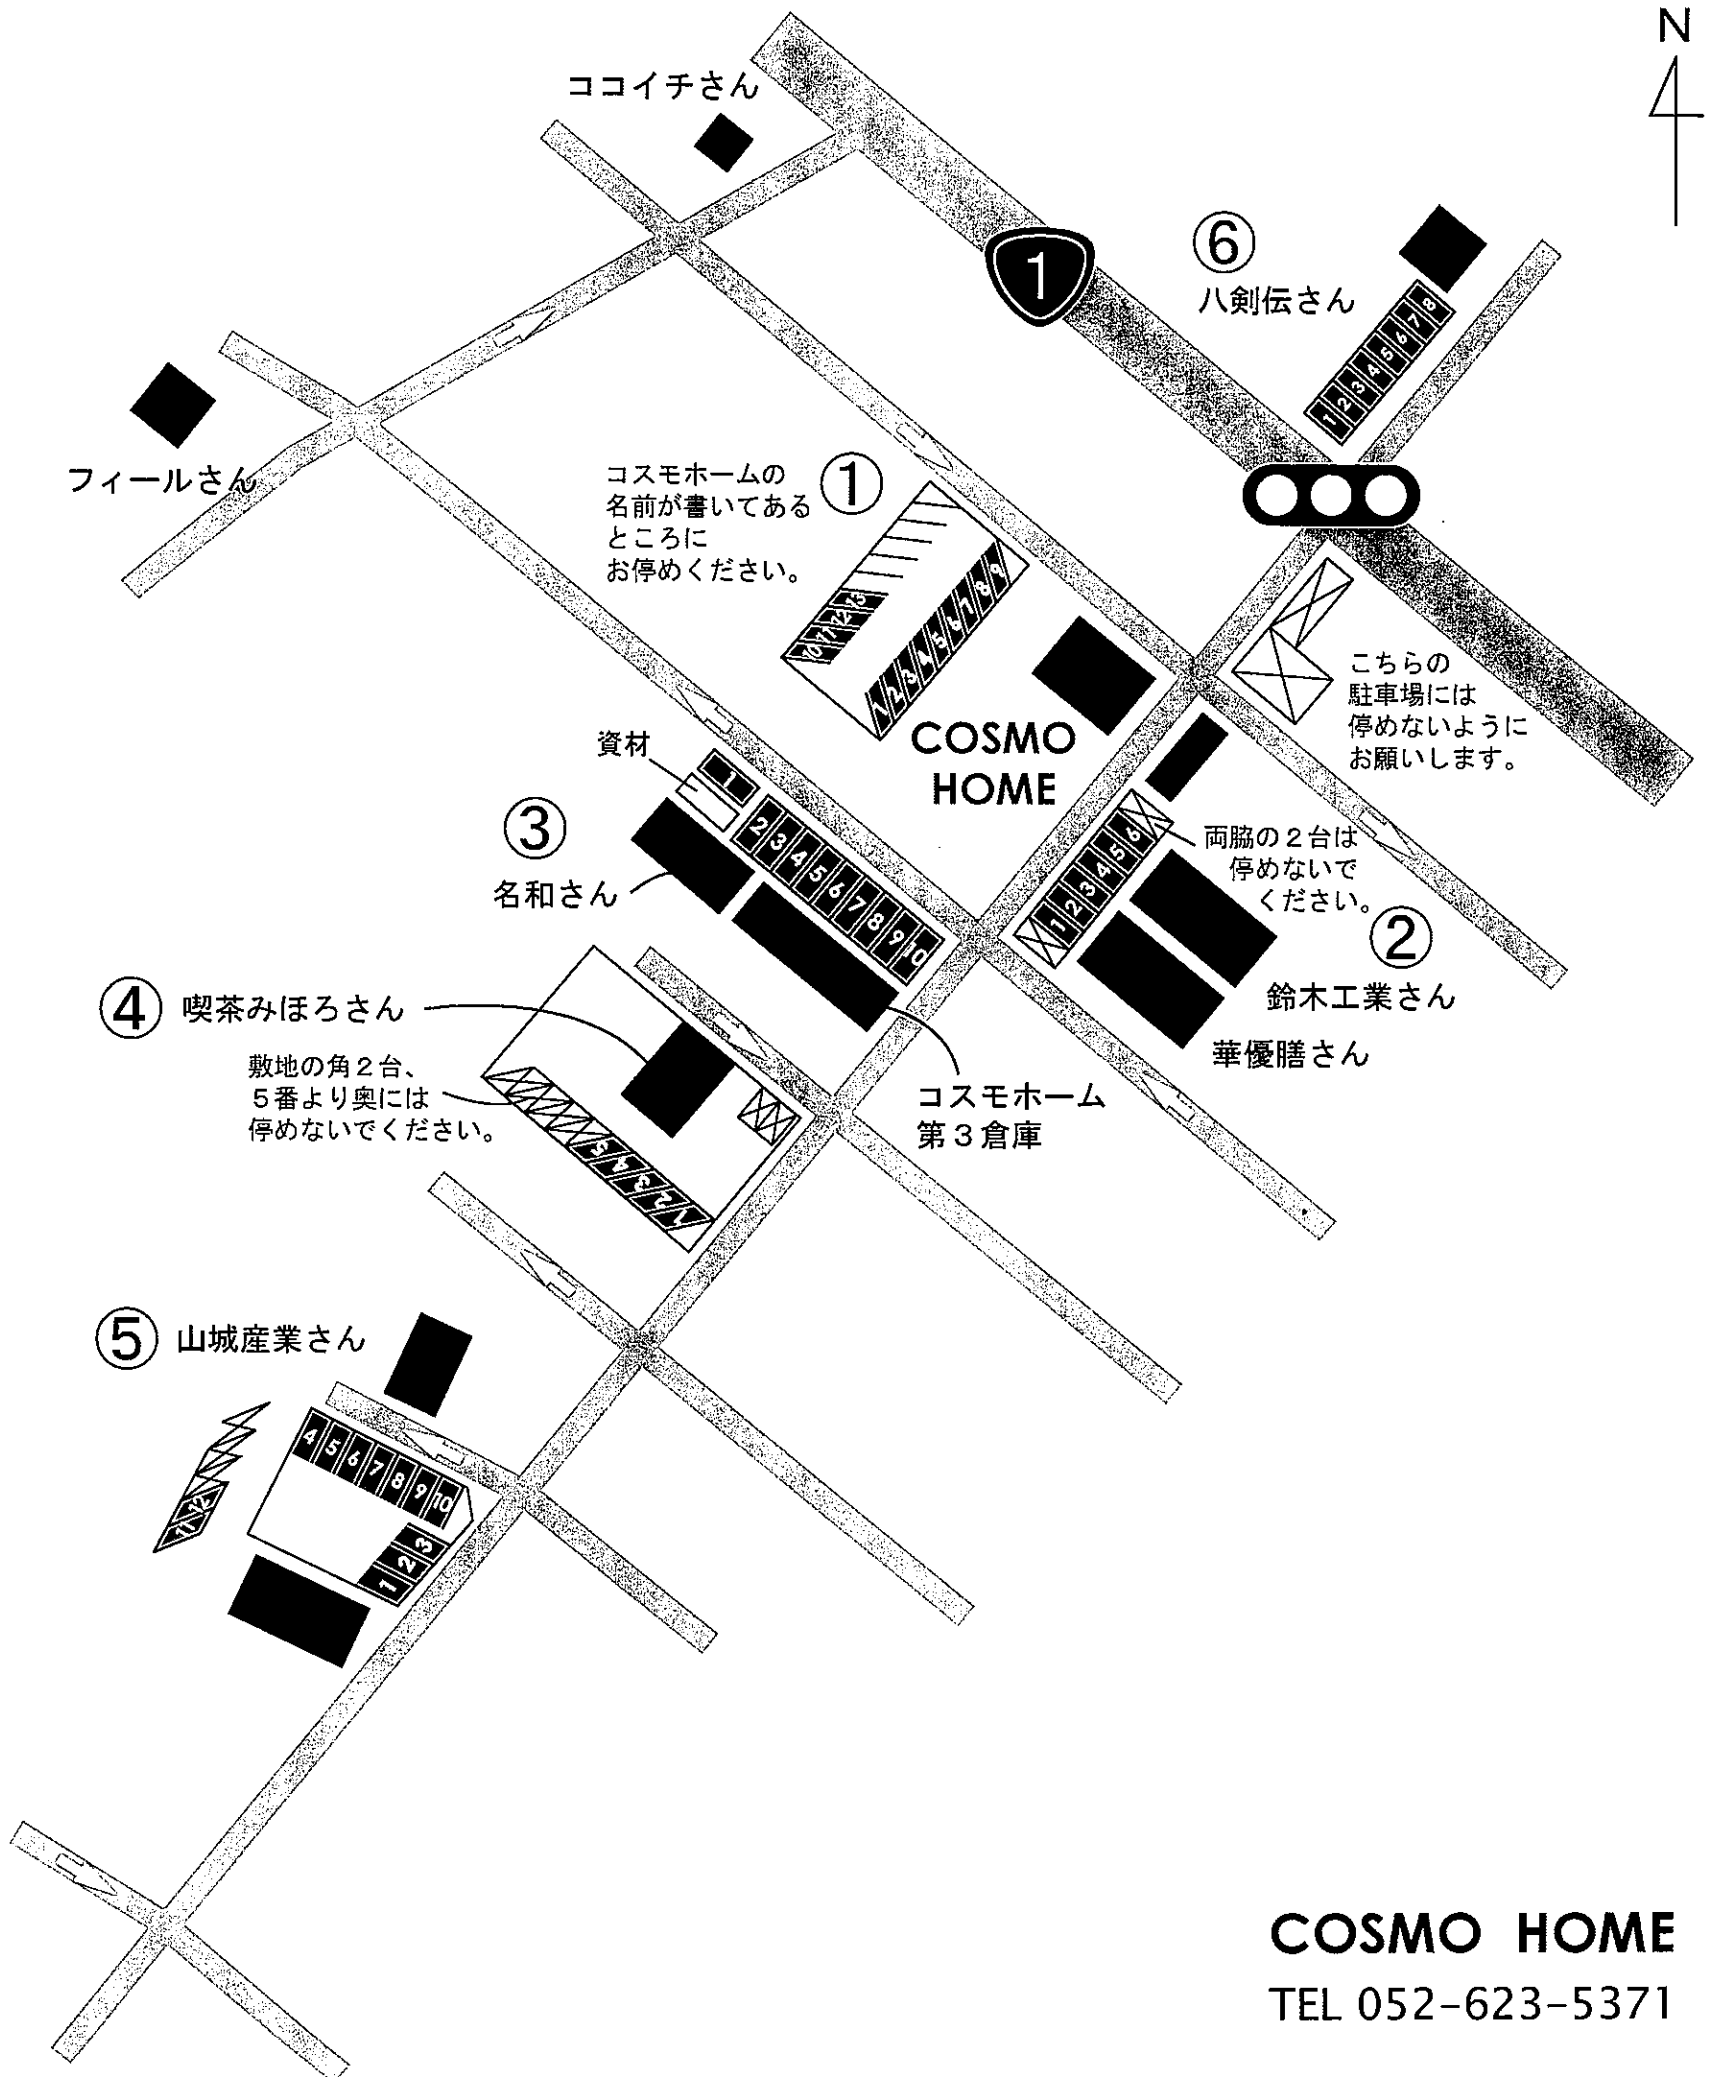 N
ココイチさん
1
⑥
八剣伝さん
1 2 3 4 5 6 7 8
フィールさん
①
コスモホームの
名前が書いてある
ところに
お停めください。
1 2 3 4 5 6 7 8 9
COSMO
HOME
こちらの
駐車場には
停めないように
お願いします。
資材
1
2 3 4 5 6 7 8 9 10
③
名和さん
1 2 3 4 5 6
両脇の２台は
停めないで
ください。
②
鈴木工業さん
華優膳さん
④
喫茶みほろさん
敷地の角２台、
５番より奥には
停めないでください。
1 2 3 4 5
コスモホーム
第３倉庫
⑤
山城産業さん
4 5 6 7 8 9 10
11 12
1 2 3
COSMO HOME
TEL 052-623-5371